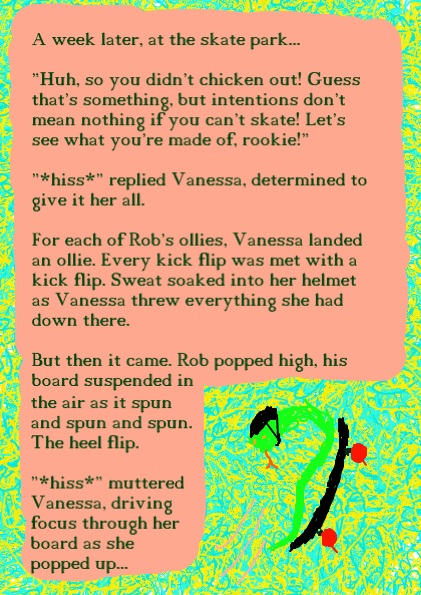 A week later, at the skate park...
"Huh, so you didn't chicken out! Guess
that's something, but intentions don't
mean nothing if you can't skate! Let's
see what you're made of, rookie!"
"*hiss*" replied Vanessa, determined to
give it her all.
For each of Rob's ollies, Vanessa landed
an ollie. Every kick flip was met with a
kick flip. Sweat soaked into her helmet
as Vanessa threw everything she had
down there.
But then it came. Rob popped high, his
board suspended in
the air as it spun
and spun and spun.
The heel flip.
"*hiss*" muttered
Vanessa, driving
focus through her
board as she
popped up...